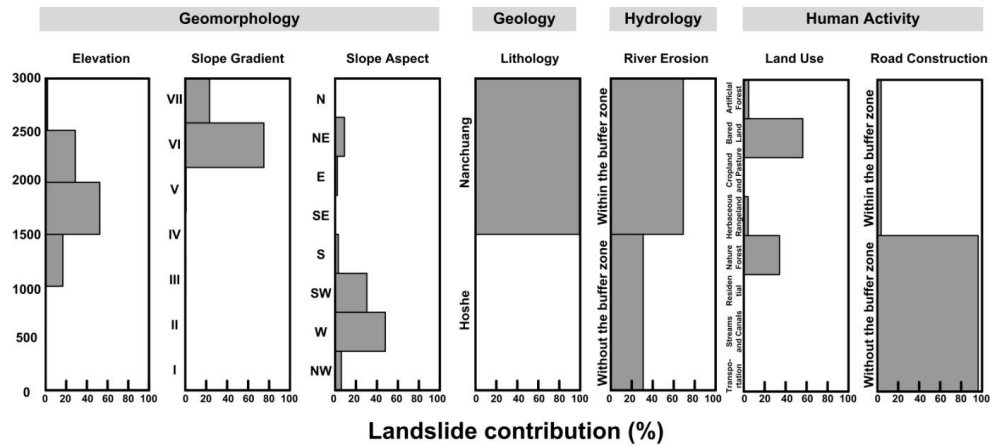 Geomorphology
Geology
Hydrology
Human Activity
Elevation
Slope Gradient
Slope Aspect
Lithology
River Erosion
Land Use
Road Construction
3000
2500
2000
1500
1000
500
0
VII
VI
V
IV
III
II
I
N
NE
E
SE
S
SW
W
NW
Nanchuang
Hoshe
Within the buffer zone
Without the buffer zone
Artificial
Forest
Bared
Land
Cropland
and Pasture
Herbaceous
Rangeland
Nature
Forest
Residen
tial
Streams
and Canals
Transpo-
rtation
Within the buffer zone
Without the buffer zone
0 20 40 60 80 100
0 20 40 60 80 100
0 20 40 60 80 100
0 20 40 60 80 100
0 20 40 60 80 100
0 20 40 60 80 100
0 20 40 60 80 100
Landslide contribution (%)